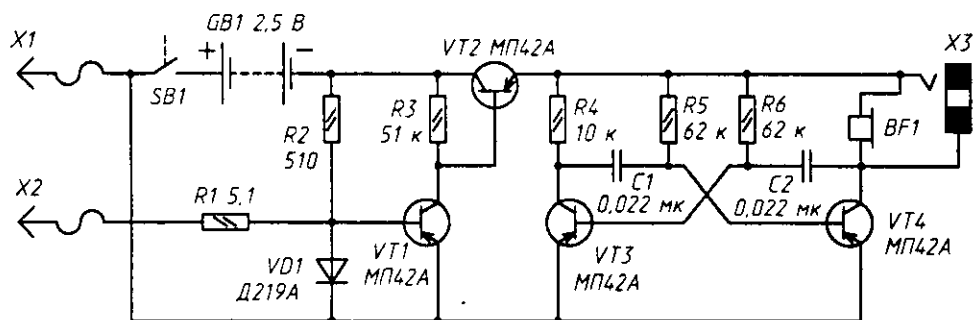 X1
GB1 2,5 В
+
−
SB1
VT2 МП42А
X3
R2
510
R3
51 к
R4
10 к
R5
62 к
R6
62 к
BF1
C1
0,022 мк
C2
0,022 мк
X2
R1 5,1
VT1
МП42А
VT3
МП42А
VT4
МП42А
VD1
Д219А